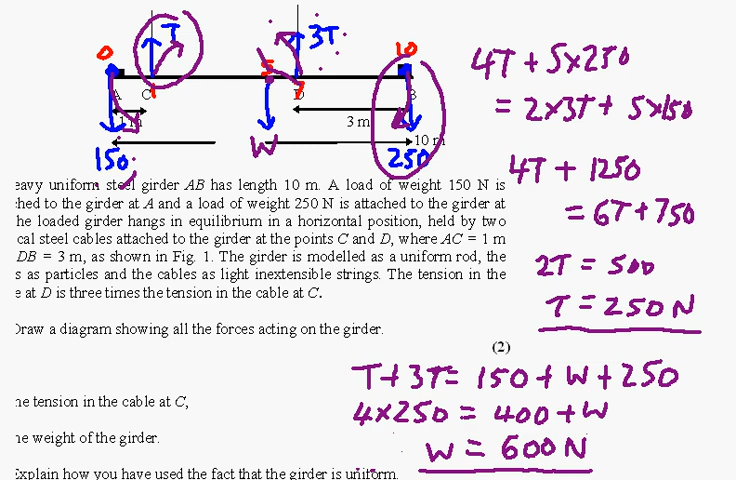 0 T 3T 10
5
A C 1 D 7 B
1 m 3 m
10 m
150 W 250
eavy uniform steel girder AB has length 10 m. A load of weight 150 N is
hed to the girder at A and a load of weight 250 N is attached to the girder at
he loaded girder hangs in equilibrium in a horizontal position, held by two
cal steel cables attached to the girder at the points C and D, where AC = 1 m
DB = 3 m, as shown in Fig. 1. The girder is modelled as a uniform rod, the
s as particles and the cables as light inextensible strings. The tension in the
e at D is three times the tension in the cable at C.
Draw a diagram showing all the forces acting on the girder.
(2)
he tension in the cable at C,
he weight of the girder.
Explain how you have used the fact that the girder is uniform.
4T + 5×250
= 2×3T + 5×150
4T + 1250
= 6T + 750
2T = 500
T = 250N
T+3T = 150 + W + 250
4×250 = 400 + W
W = 600N